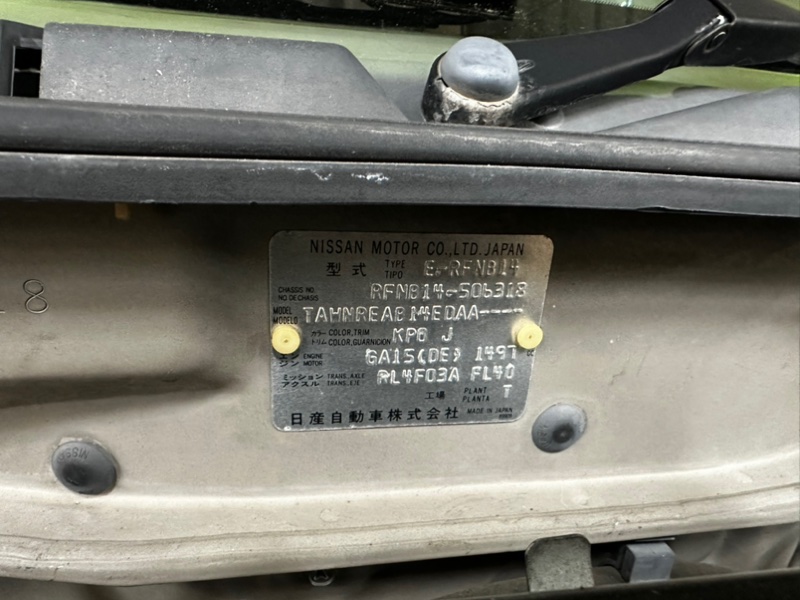 8
NISSAN MOTOR CO.,LTD.JAPAN
型式 TYPE TIPO E-RFNB14
CHASSIS NO. NO DE CHASIS RFNB14-506318
MODEL MODELO TAHNREAB14EDAA----
カラー COLOR,TRIM トリム COLOR,GUARNICION KP6 J
エンジン ENGINE MOTOR GA15(DE) 1497 cc
ミッション TRANS. AXLE アクスル TRANS. EJE RL4F03A FL40
工場 PLANT PLANTA T
日産自動車株式会社 MADE IN JAPAN